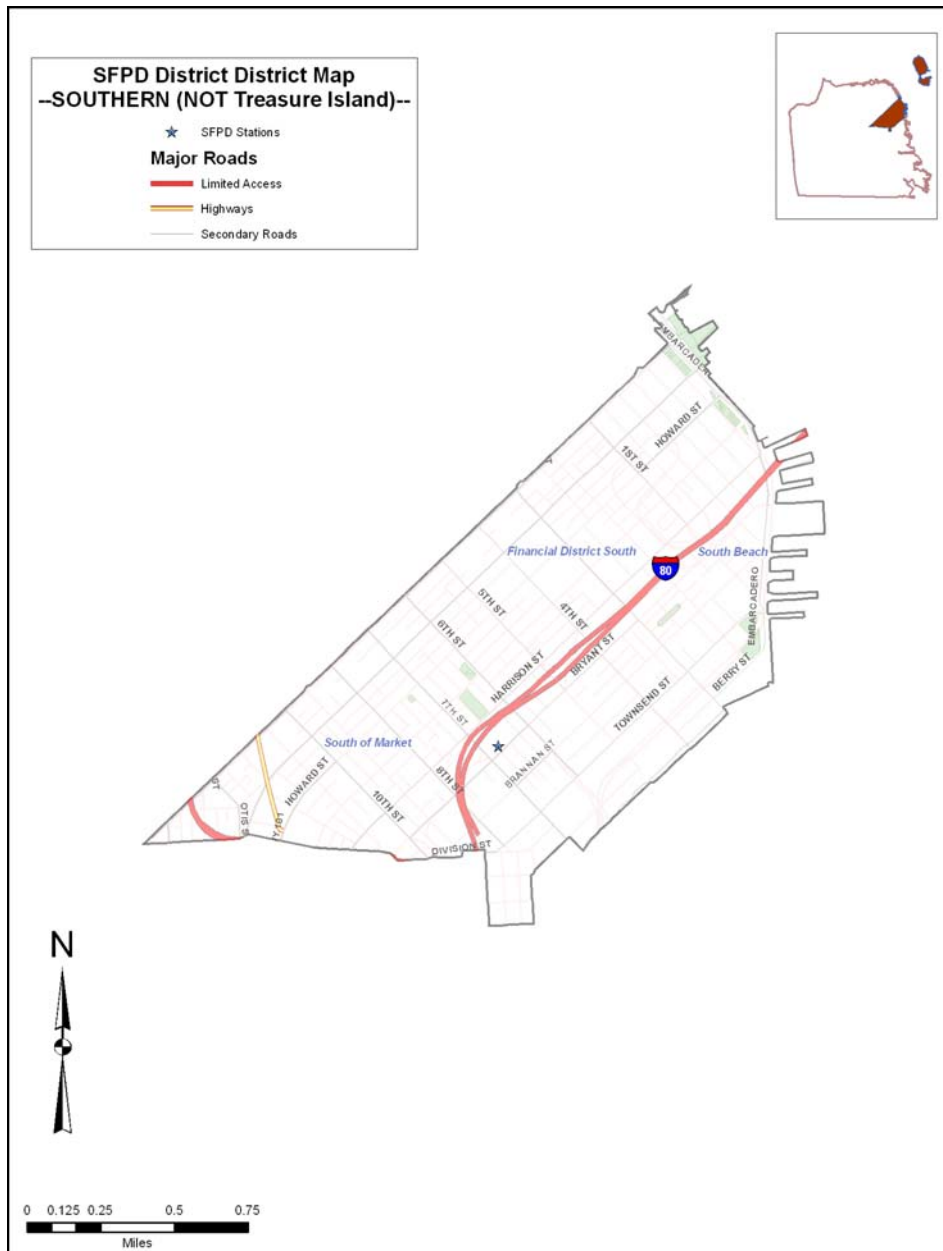 SFPD District District Map
--SOUTHERN (NOT Treasure Island)--
SFPD Stations
Major Roads
Limited Access
Highways
Secondary Roads
MBARCADER
HOWARD ST
1ST ST
Financial District South
South Beach
80
5TH ST
4TH ST
6TH ST
EMBARCADERO
HARRISON ST
BRYANT ST
BERRY ST
7TH ST
TOWNSEND ST
South of Market
BRANNAN ST
HOWARD ST
8TH ST
OTIS S
Y 101
10TH ST
DIVISION ST
N
0 0.125 0.25 0.5 0.75
Miles